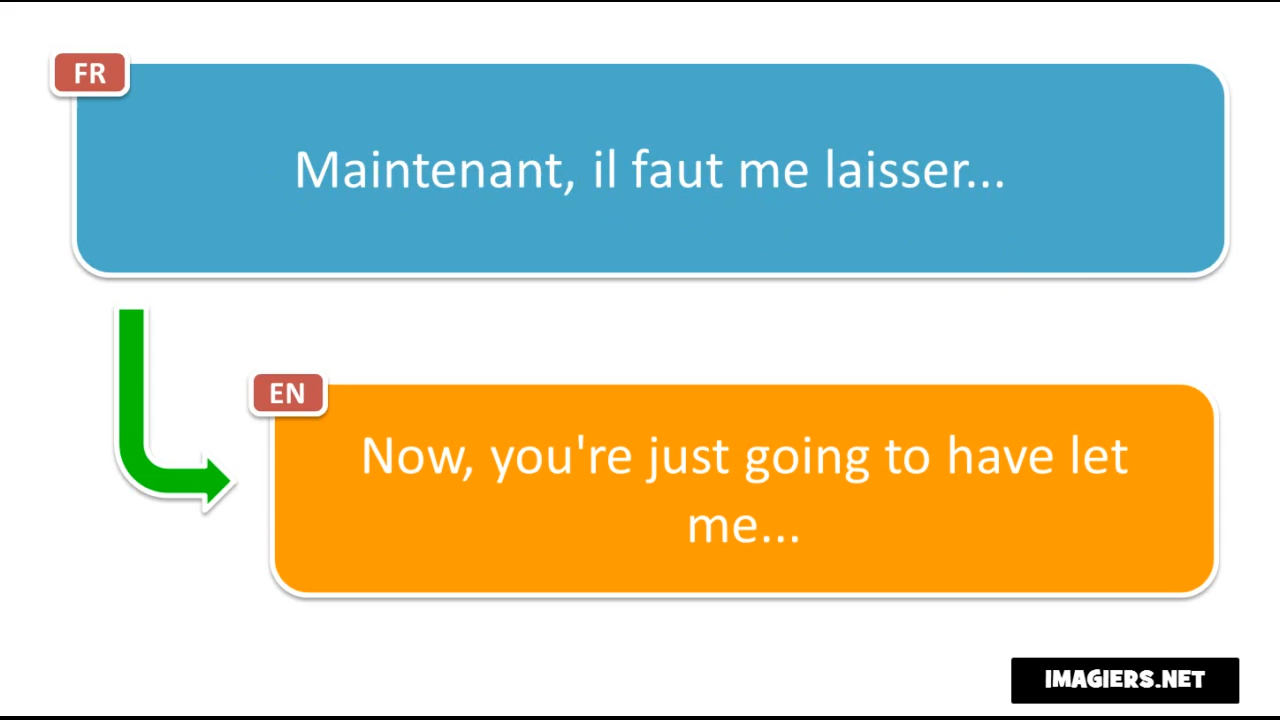 FR
Maintenant, il faut me laisser...
EN
Now, you're just going to have let
me...
IMAGIERS.NET